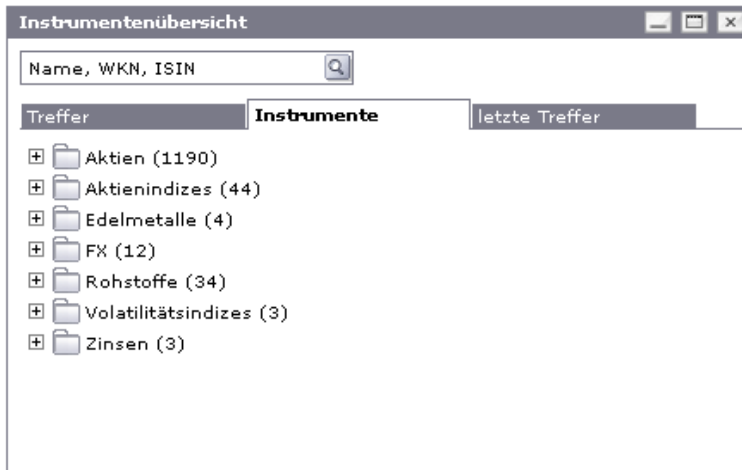 Instrumentenübersicht
Name, WKN, ISIN
Treffer Instrumente letzte Treffer
Aktien (1190)
Aktienindizes (44)
Edelmetalle (4)
FX (12)
Rohstoffe (34)
Volatilitätsindizes (3)
Zinsen (3)